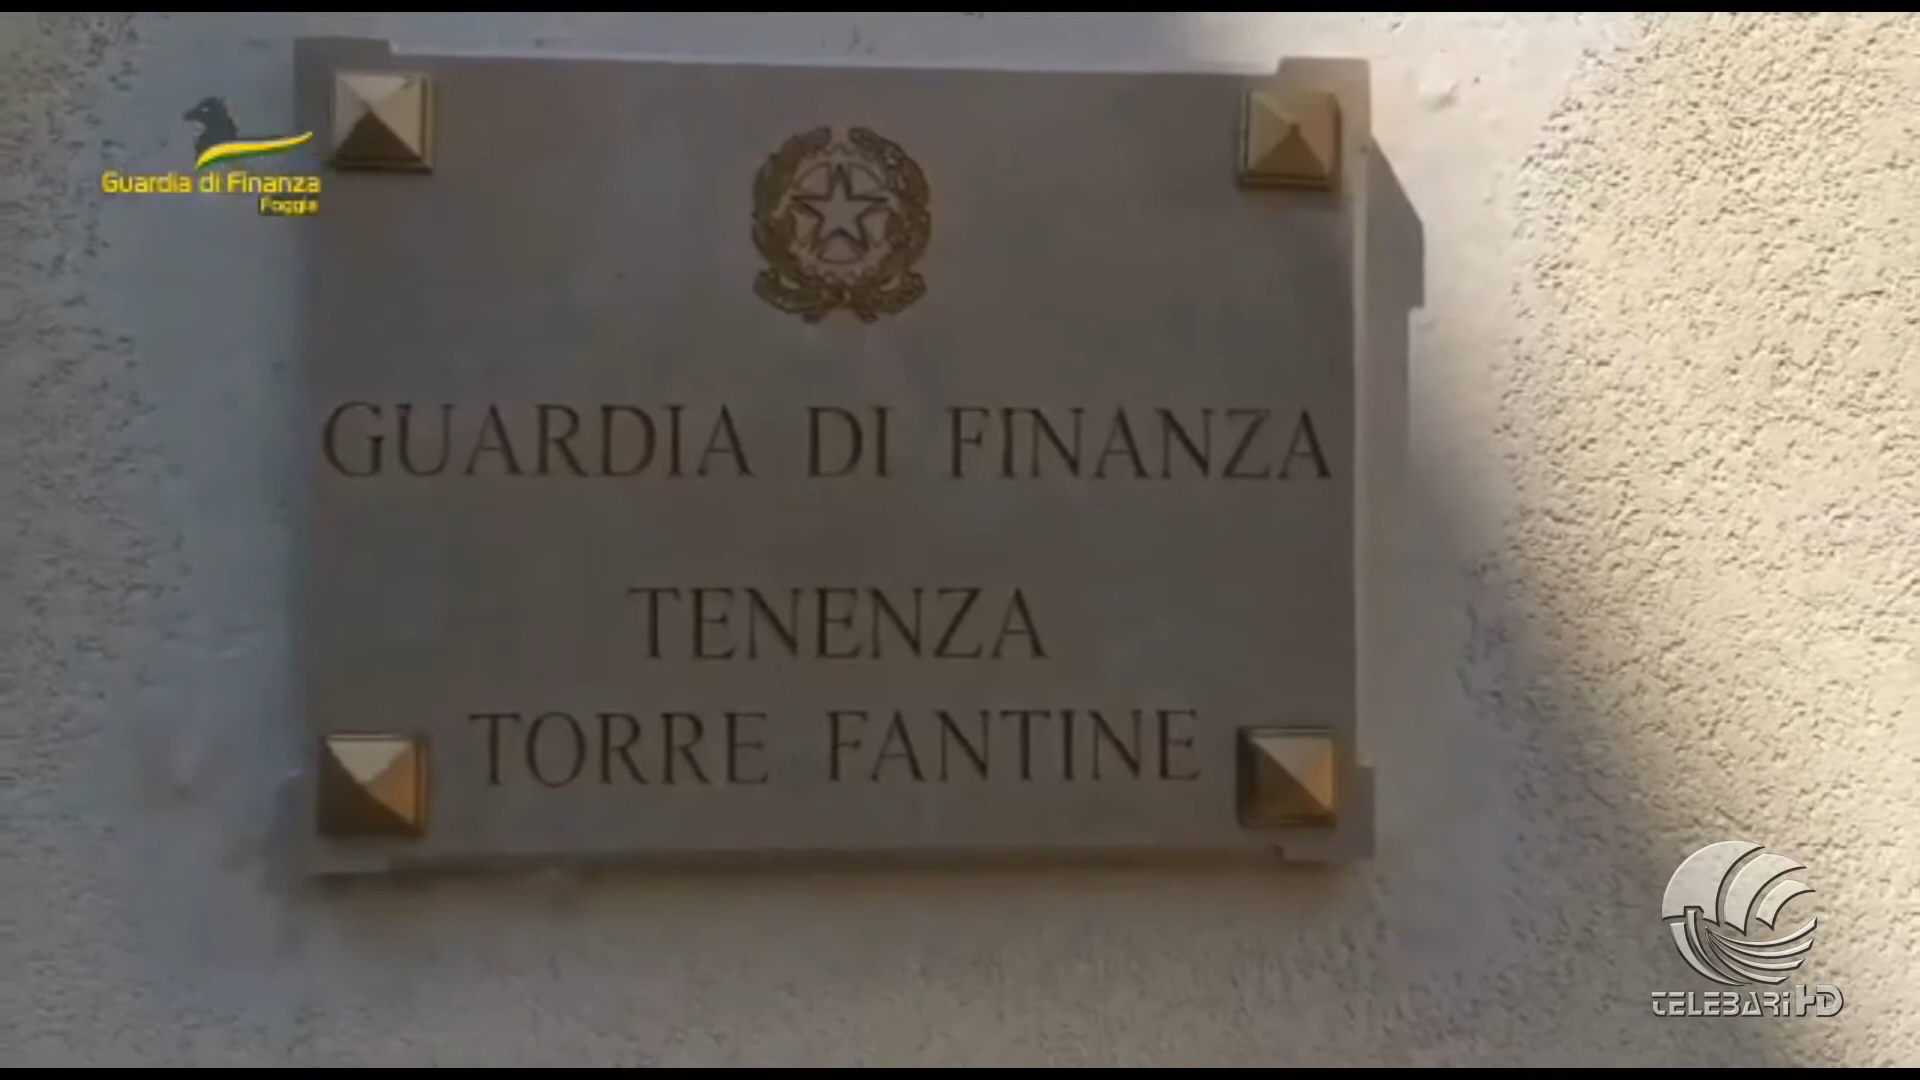 Guardia di Finanza
Foggia
GUARDIA DI FINANZA
TENENZA
TORRE FANTINE
TELEBARI HD